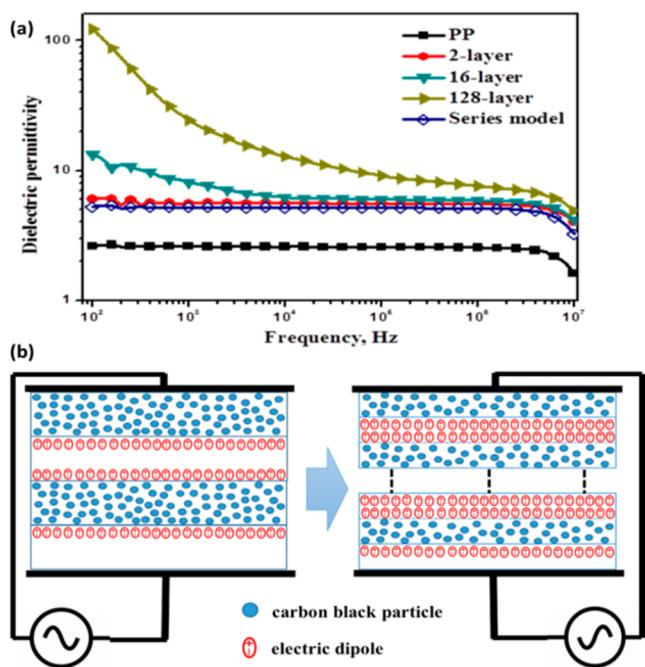 (a)
PP
2-layer
16-layer
128-layer
Series model
Dielectric permittivity
100
10
1
10² 10³ 10⁴ 10⁵ 10⁶ 10⁷
Frequency, Hz
(b)
carbon black particle
electric dipole